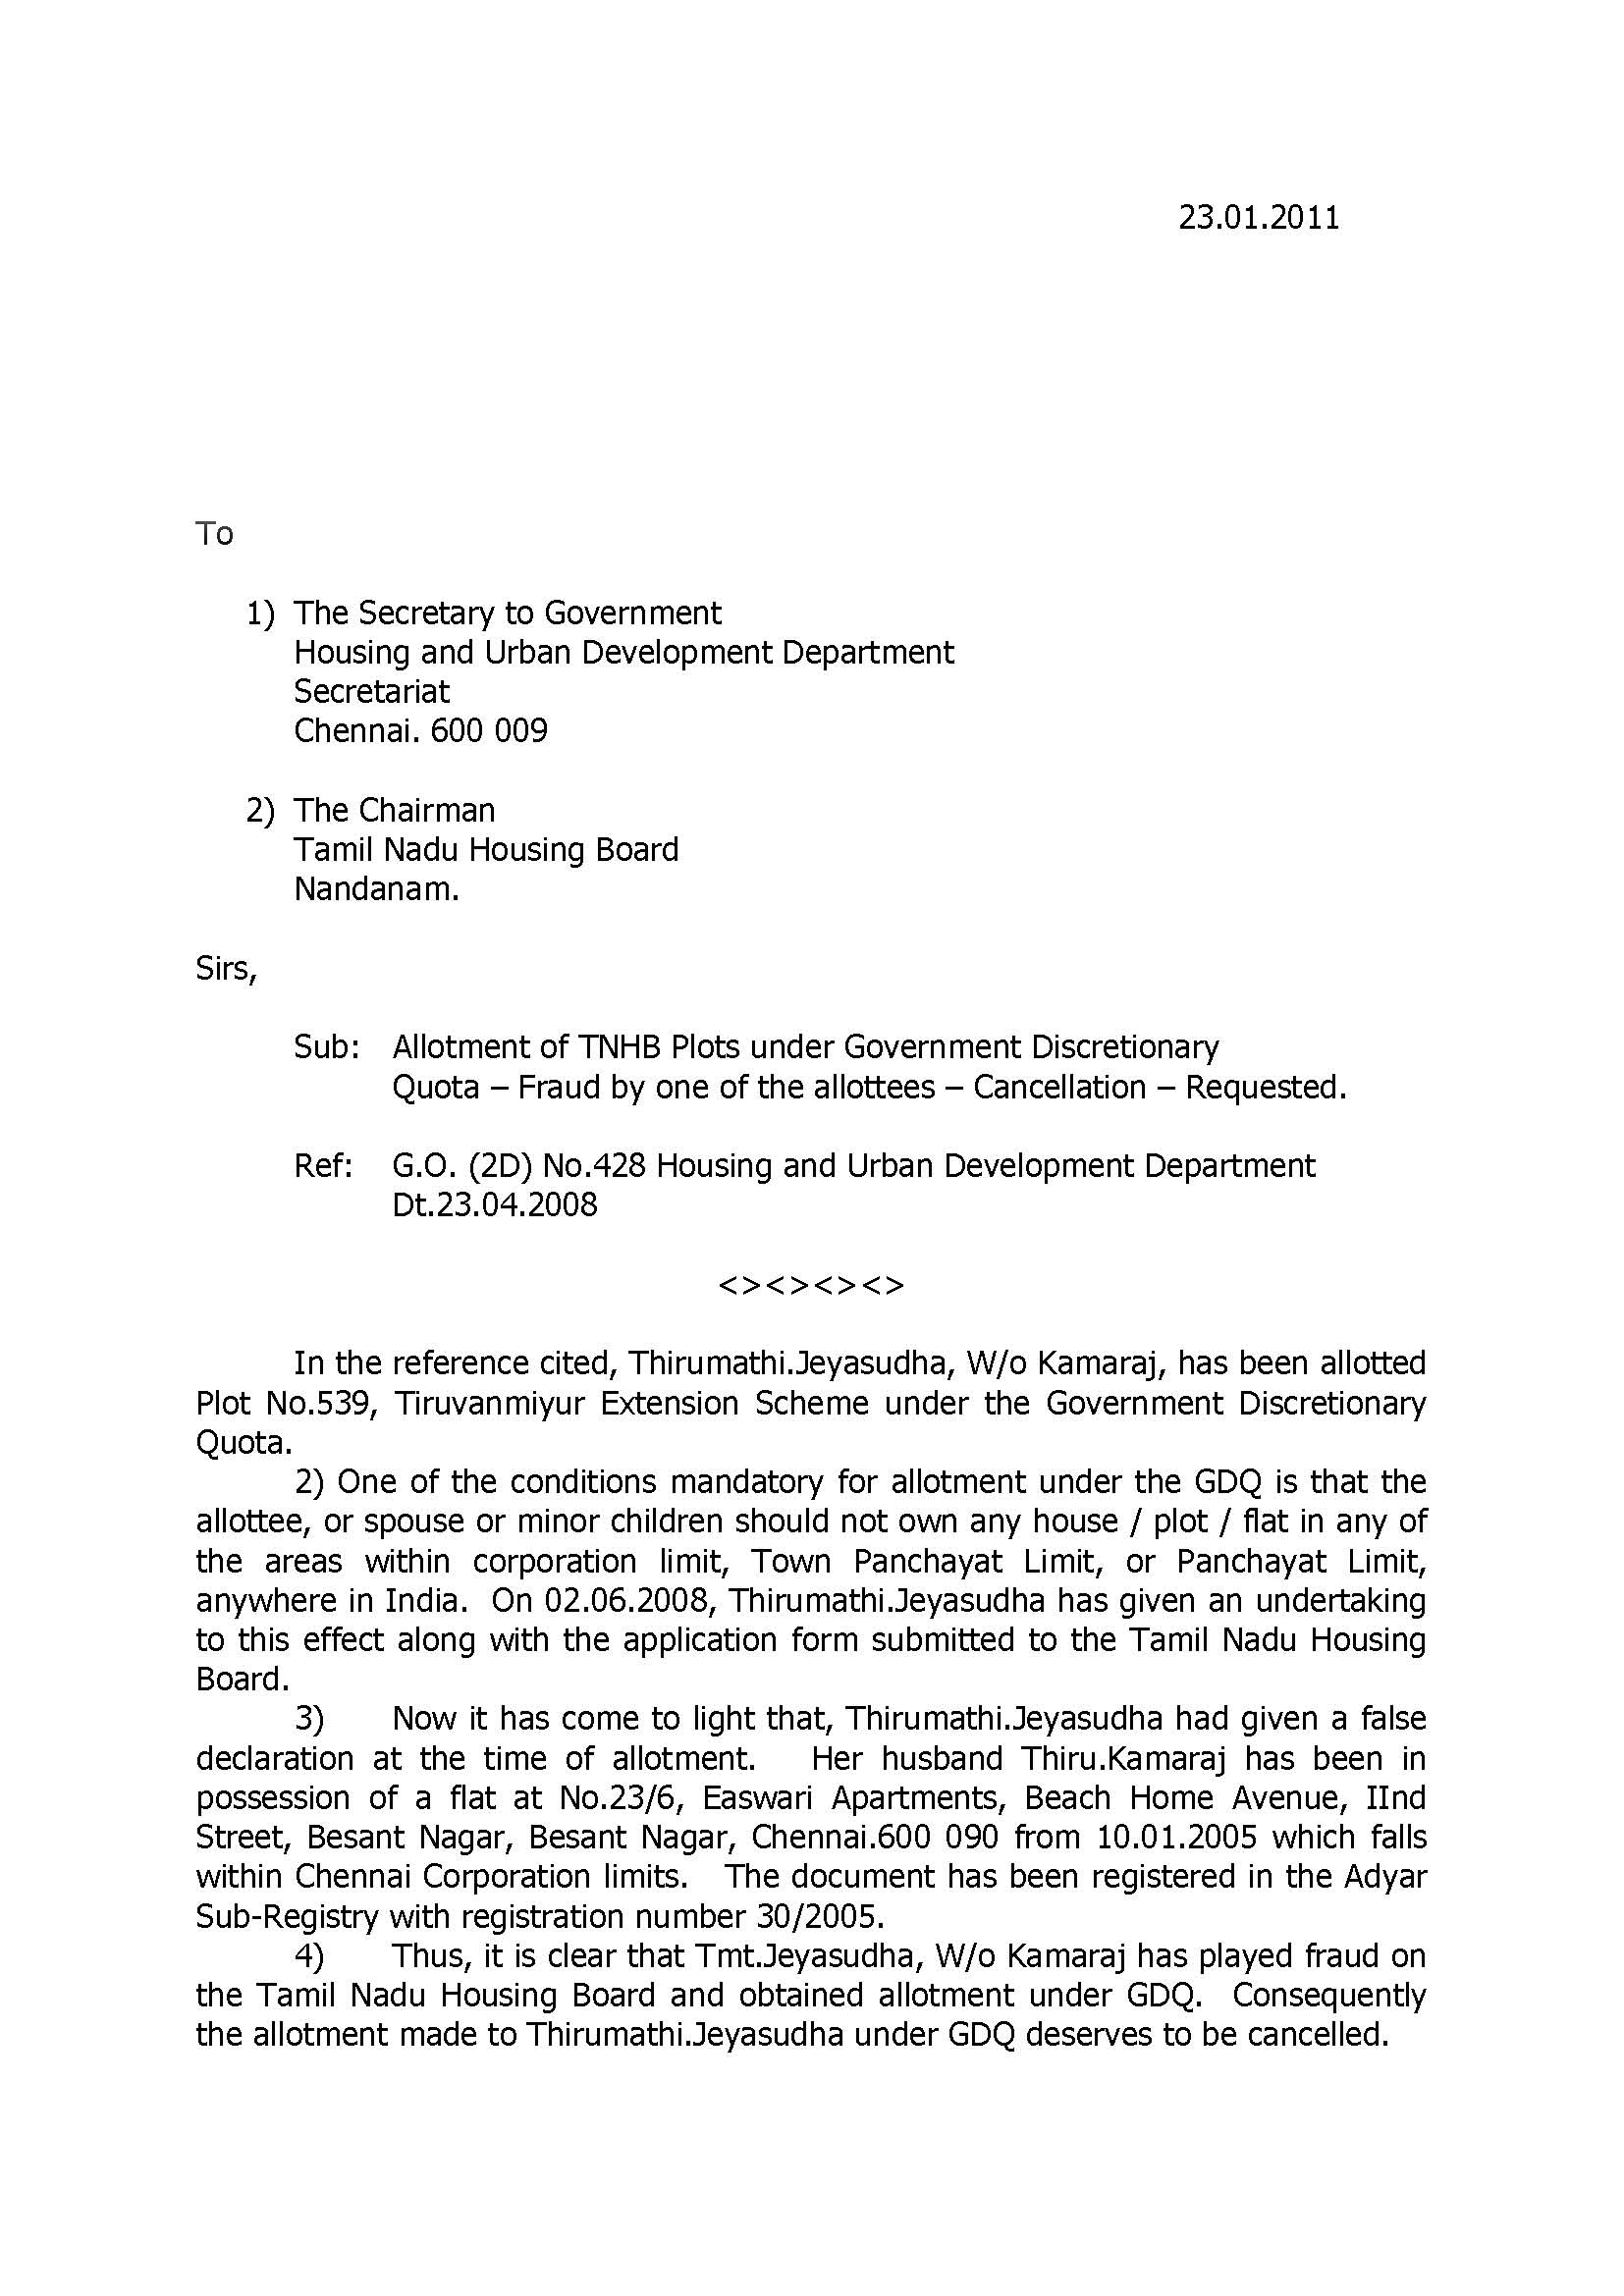 23.01.2011
To
1) The Secretary to Government
Housing and Urban Development Department
Secretariat
Chennai. 600 009
2) The Chairman
Tamil Nadu Housing Board
Nandanam.
Sirs,
Sub: Allotment of TNHB Plots under Government Discretionary
Quota – Fraud by one of the allottees – Cancellation – Requested.
Ref: G.O. (2D) No.428 Housing and Urban Development Department
Dt.23.04.2008
<><><><>
In the reference cited, Thirumathi.Jeyasudha, W/o Kamaraj, has been allotted
Plot No.539, Tiruvanmiyur Extension Scheme under the Government Discretionary
Quota.
2) One of the conditions mandatory for allotment under the GDQ is that the
allottee, or spouse or minor children should not own any house / plot / flat in any of
the areas within corporation limit, Town Panchayat Limit, or Panchayat Limit,
anywhere in India. On 02.06.2008, Thirumathi.Jeyasudha has given an undertaking
to this effect along with the application form submitted to the Tamil Nadu Housing
Board.
3) Now it has come to light that, Thirumathi.Jeyasudha had given a false
declaration at the time of allotment. Her husband Thiru.Kamaraj has been in
possession of a flat at No.23/6, Easwari Apartments, Beach Home Avenue, IInd
Street, Besant Nagar, Besant Nagar, Chennai.600 090 from 10.01.2005 which falls
within Chennai Corporation limits. The document has been registered in the Adyar
Sub-Registry with registration number 30/2005.
4) Thus, it is clear that Tmt.Jeyasudha, W/o Kamaraj has played fraud on
the Tamil Nadu Housing Board and obtained allotment under GDQ. Consequently
the allotment made to Thirumathi.Jeyasudha under GDQ deserves to be cancelled.